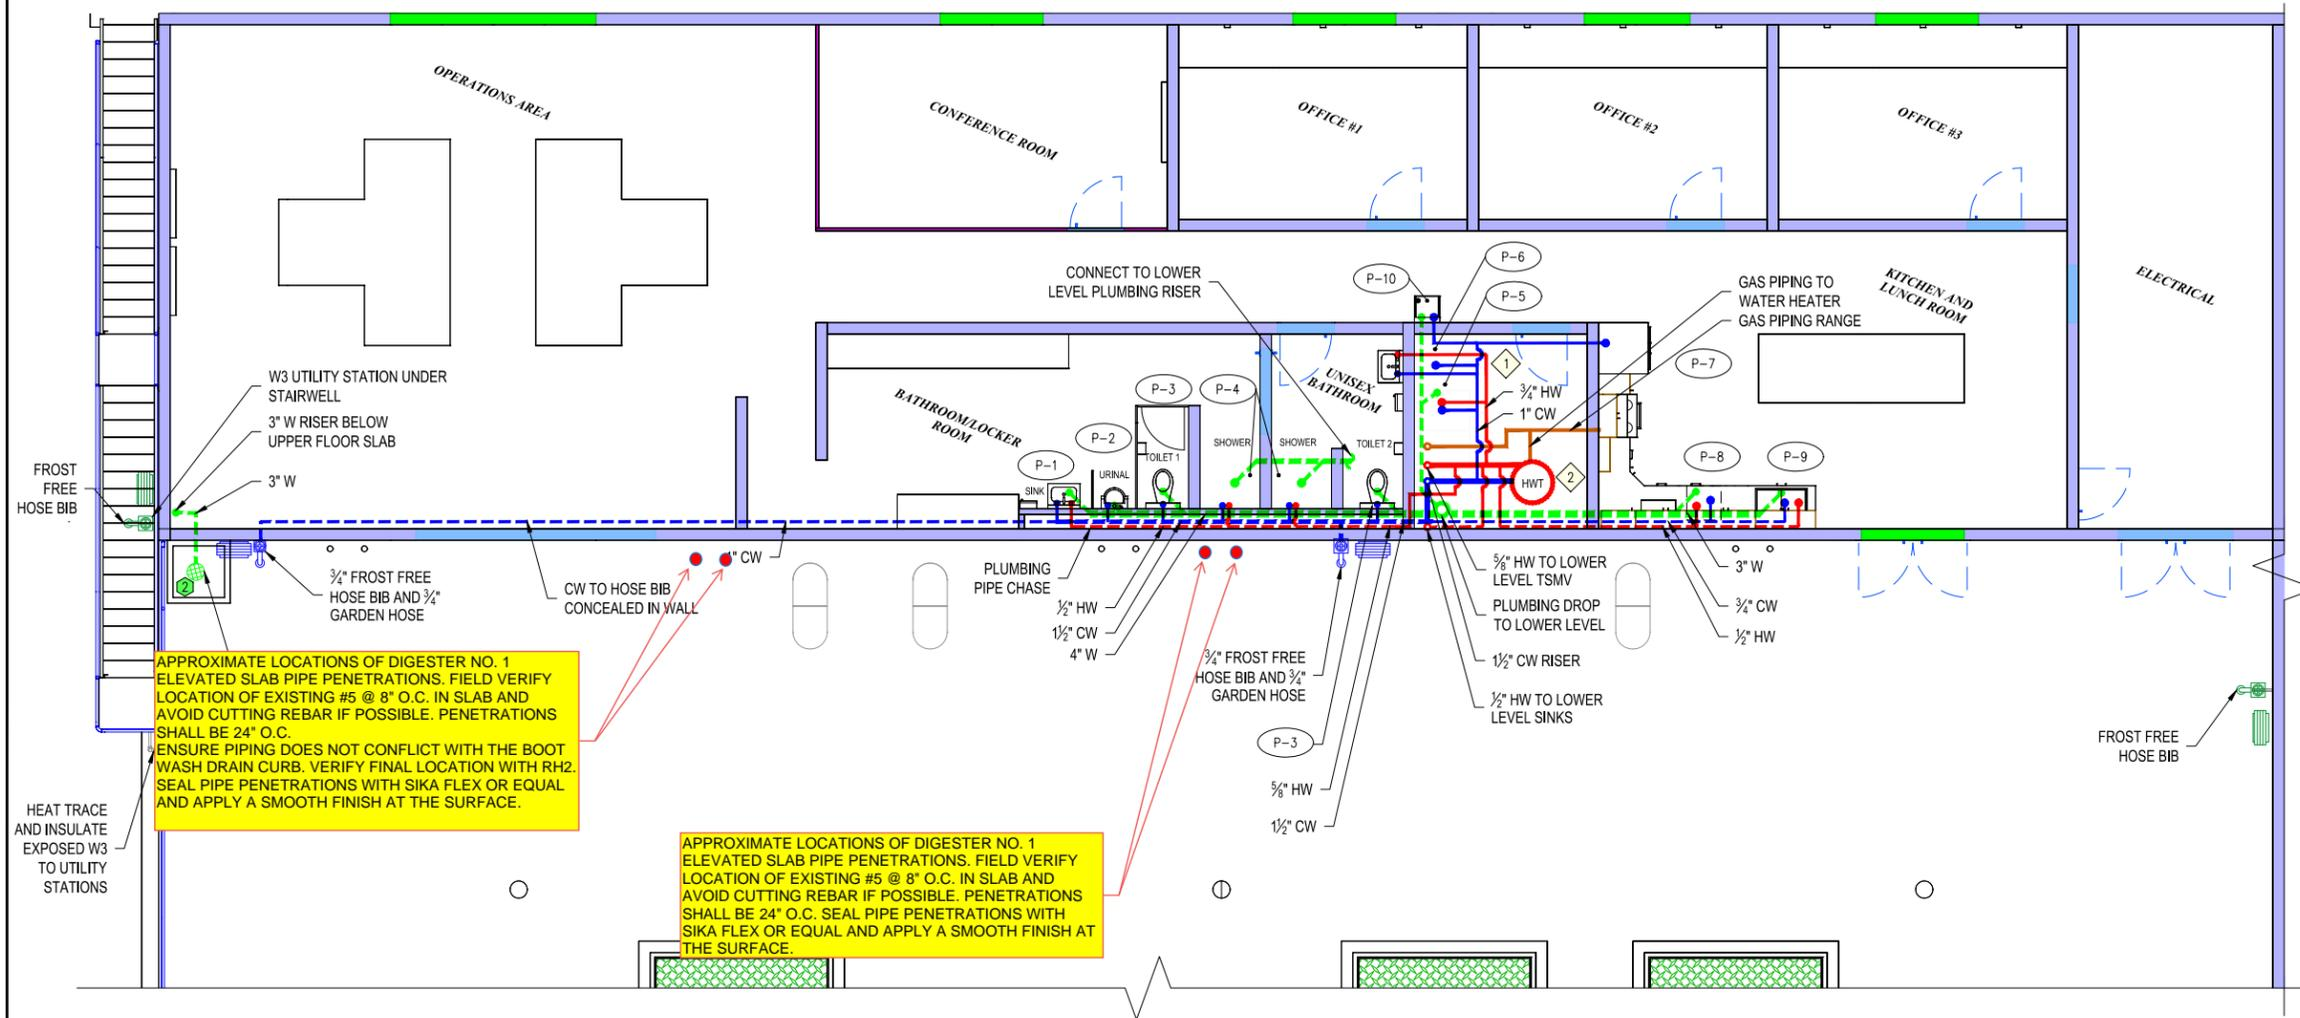 OPERATIONS AREA
CONFERENCE ROOM
OFFICE #1
OFFICE #2
OFFICE #3
ELECTRICAL
KITCHEN AND
LUNCH ROOM
CONNECT TO LOWER
LEVEL PLUMBING RISER
P-10
P-6
P-5
GAS PIPING TO
WATER HEATER
GAS PIPING RANGE
P-7
W3 UTILITY STATION UNDER
STAIRWELL
3" W RISER BELOW
UPPER FLOOR SLAB
3" W
FROST
FREE
HOSE BIB
BATHROOM/LOCKER
ROOM
P-3
P-4
UNISEX
BATHROOM
1
¾" HW
1" CW
P-2
P-1
SINK
URINAL
TOILET 1
SHOWER
SHOWER
TOILET 2
HWT
2
P-8
P-9
2
¾" FROST FREE
HOSE BIB AND ¾"
GARDEN HOSE
CW TO HOSE BIB
CONCEALED IN WALL
1" CW
PLUMBING
PIPE CHASE
½" HW
1½" CW
4" W
¾" FROST FREE
HOSE BIB AND ¾"
GARDEN HOSE
P-3
⅝" HW
1½" CW
⅝" HW TO LOWER
LEVEL TSMV
PLUMBING DROP
TO LOWER LEVEL
1½" CW RISER
½" HW TO LOWER
LEVEL SINKS
3" W
¾" CW
½" HW
FROST FREE
HOSE BIB
APPROXIMATE LOCATIONS OF DIGESTER NO. 1
ELEVATED SLAB PIPE PENETRATIONS. FIELD VERIFY
LOCATION OF EXISTING #5 @ 8" O.C. IN SLAB AND
AVOID CUTTING REBAR IF POSSIBLE. PENETRATIONS
SHALL BE 24" O.C.
ENSURE PIPING DOES NOT CONFLICT WITH THE BOOT
WASH DRAIN CURB. VERIFY FINAL LOCATION WITH RH2.
SEAL PIPE PENETRATIONS WITH SIKA FLEX OR EQUAL
AND APPLY A SMOOTH FINISH AT THE SURFACE.
HEAT TRACE
AND INSULATE
EXPOSED W3
TO UTILITY
STATIONS
APPROXIMATE LOCATIONS OF DIGESTER NO. 1
ELEVATED SLAB PIPE PENETRATIONS. FIELD VERIFY
LOCATION OF EXISTING #5 @ 8" O.C. IN SLAB AND
AVOID CUTTING REBAR IF POSSIBLE. PENETRATIONS
SHALL BE 24" O.C. SEAL PIPE PENETRATIONS WITH
SIKA FLEX OR EQUAL AND APPLY A SMOOTH FINISH AT
THE SURFACE.